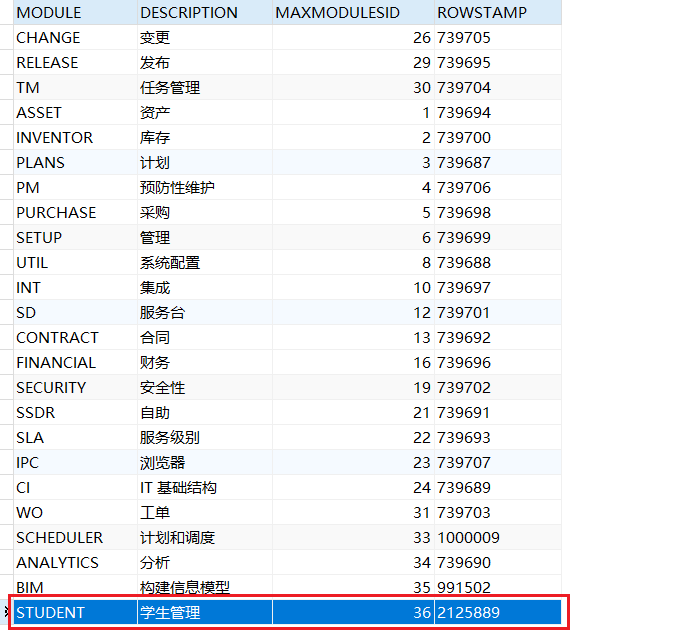 MODULE DESCRIPTION MAXMODULESID ROWSTAMP
CHANGE 变更 26 739705
RELEASE 发布 29 739695
TM 任务管理 30 739704
ASSET 资产 1 739694
INVENTOR 库存 2 739700
PLANS 计划 3 739687
PM 预防性维护 4 739706
PURCHASE 采购 5 739698
SETUP 管理 6 739699
UTIL 系统配置 8 739688
INT 集成 10 739697
SD 服务台 12 739701
CONTRACT 合同 13 739692
FINANCIAL 财务 16 739696
SECURITY 安全性 19 739702
SSDR 自助 21 739691
SLA 服务级别 22 739693
IPC 浏览器 23 739707
CI IT 基础结构 24 739689
WO 工单 31 739703
SCHEDULER 计划和调度 33 1000009
ANALYTICS 分析 34 739690
BIM 构建信息模型 35 991502
STUDENT 学生管理 36 2125889